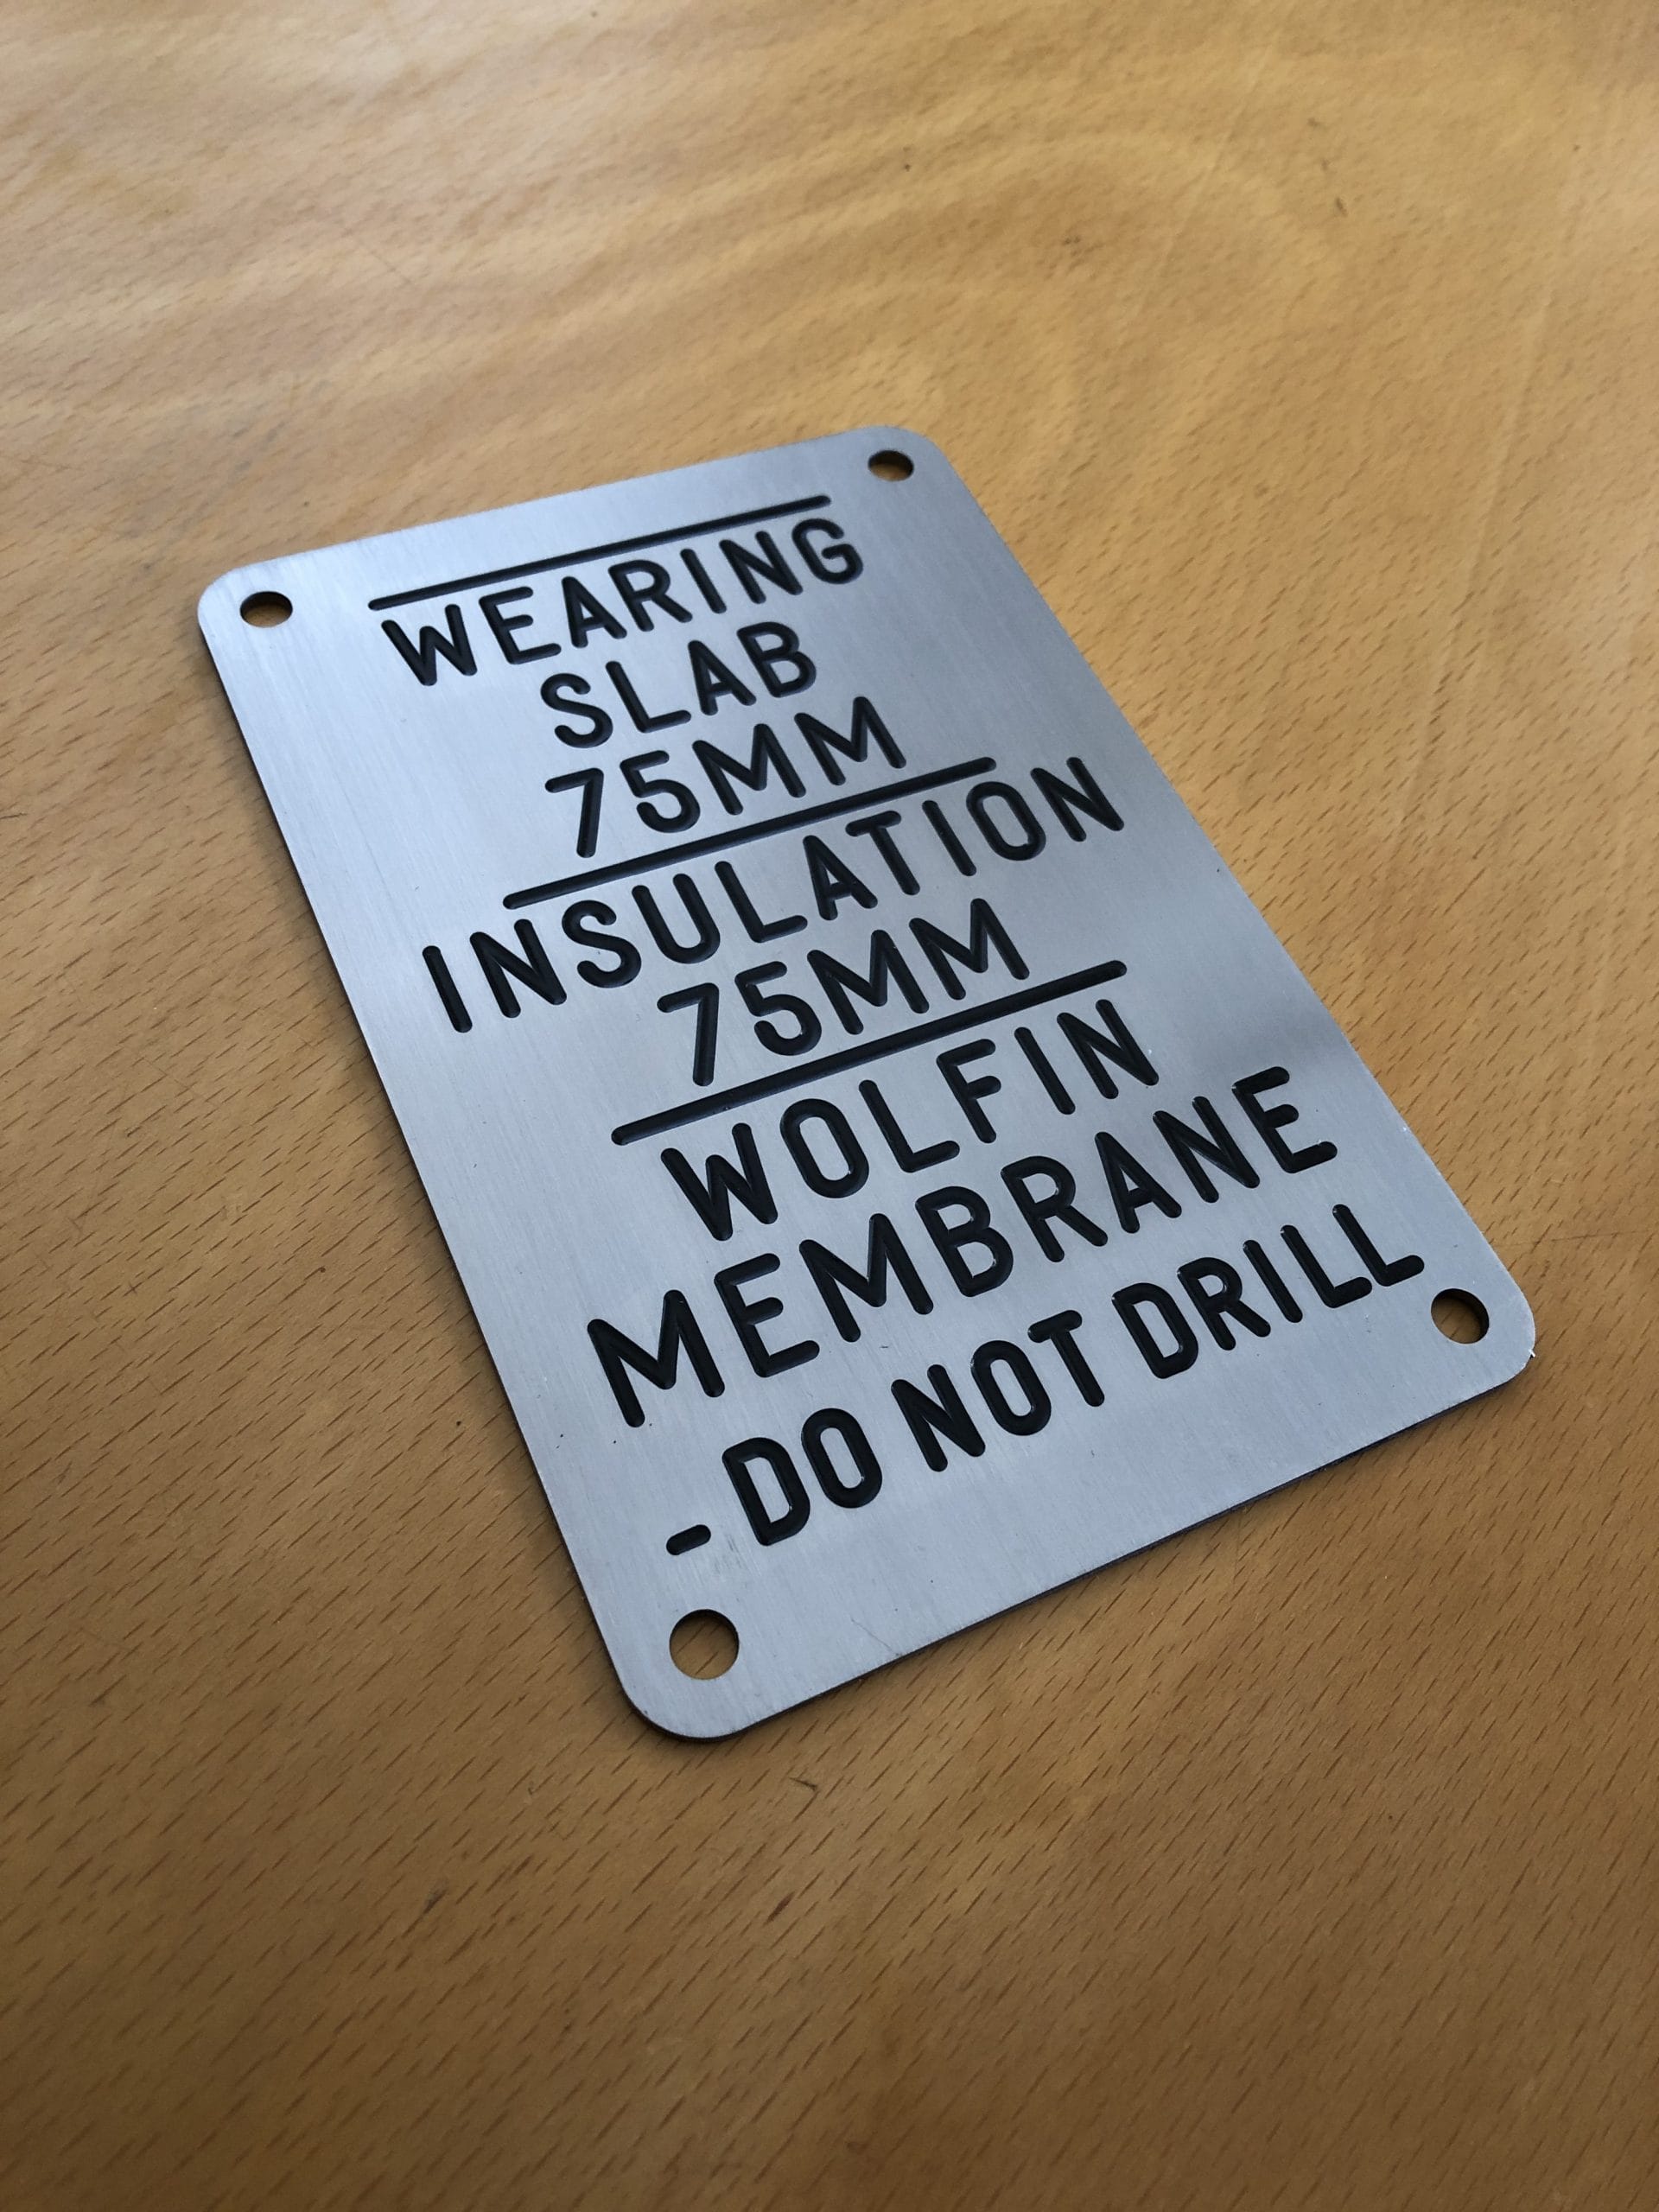 WEARING
SLAB
75MM
INSULATION
75MM
WOLFIN
MEMBRANE
- DO NOT DRILL